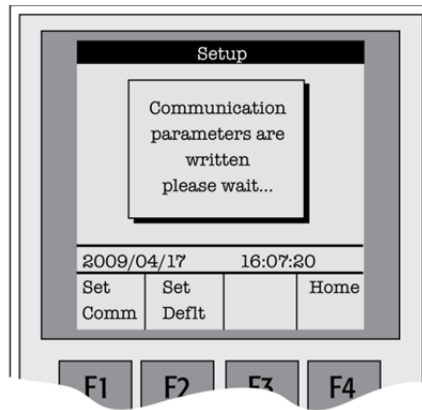 Setup
Communication
parameters are
written
please wait...
2009/04/17 16:07:20
Set Set Home
Comm Deflt
F1 F2 F3 F4